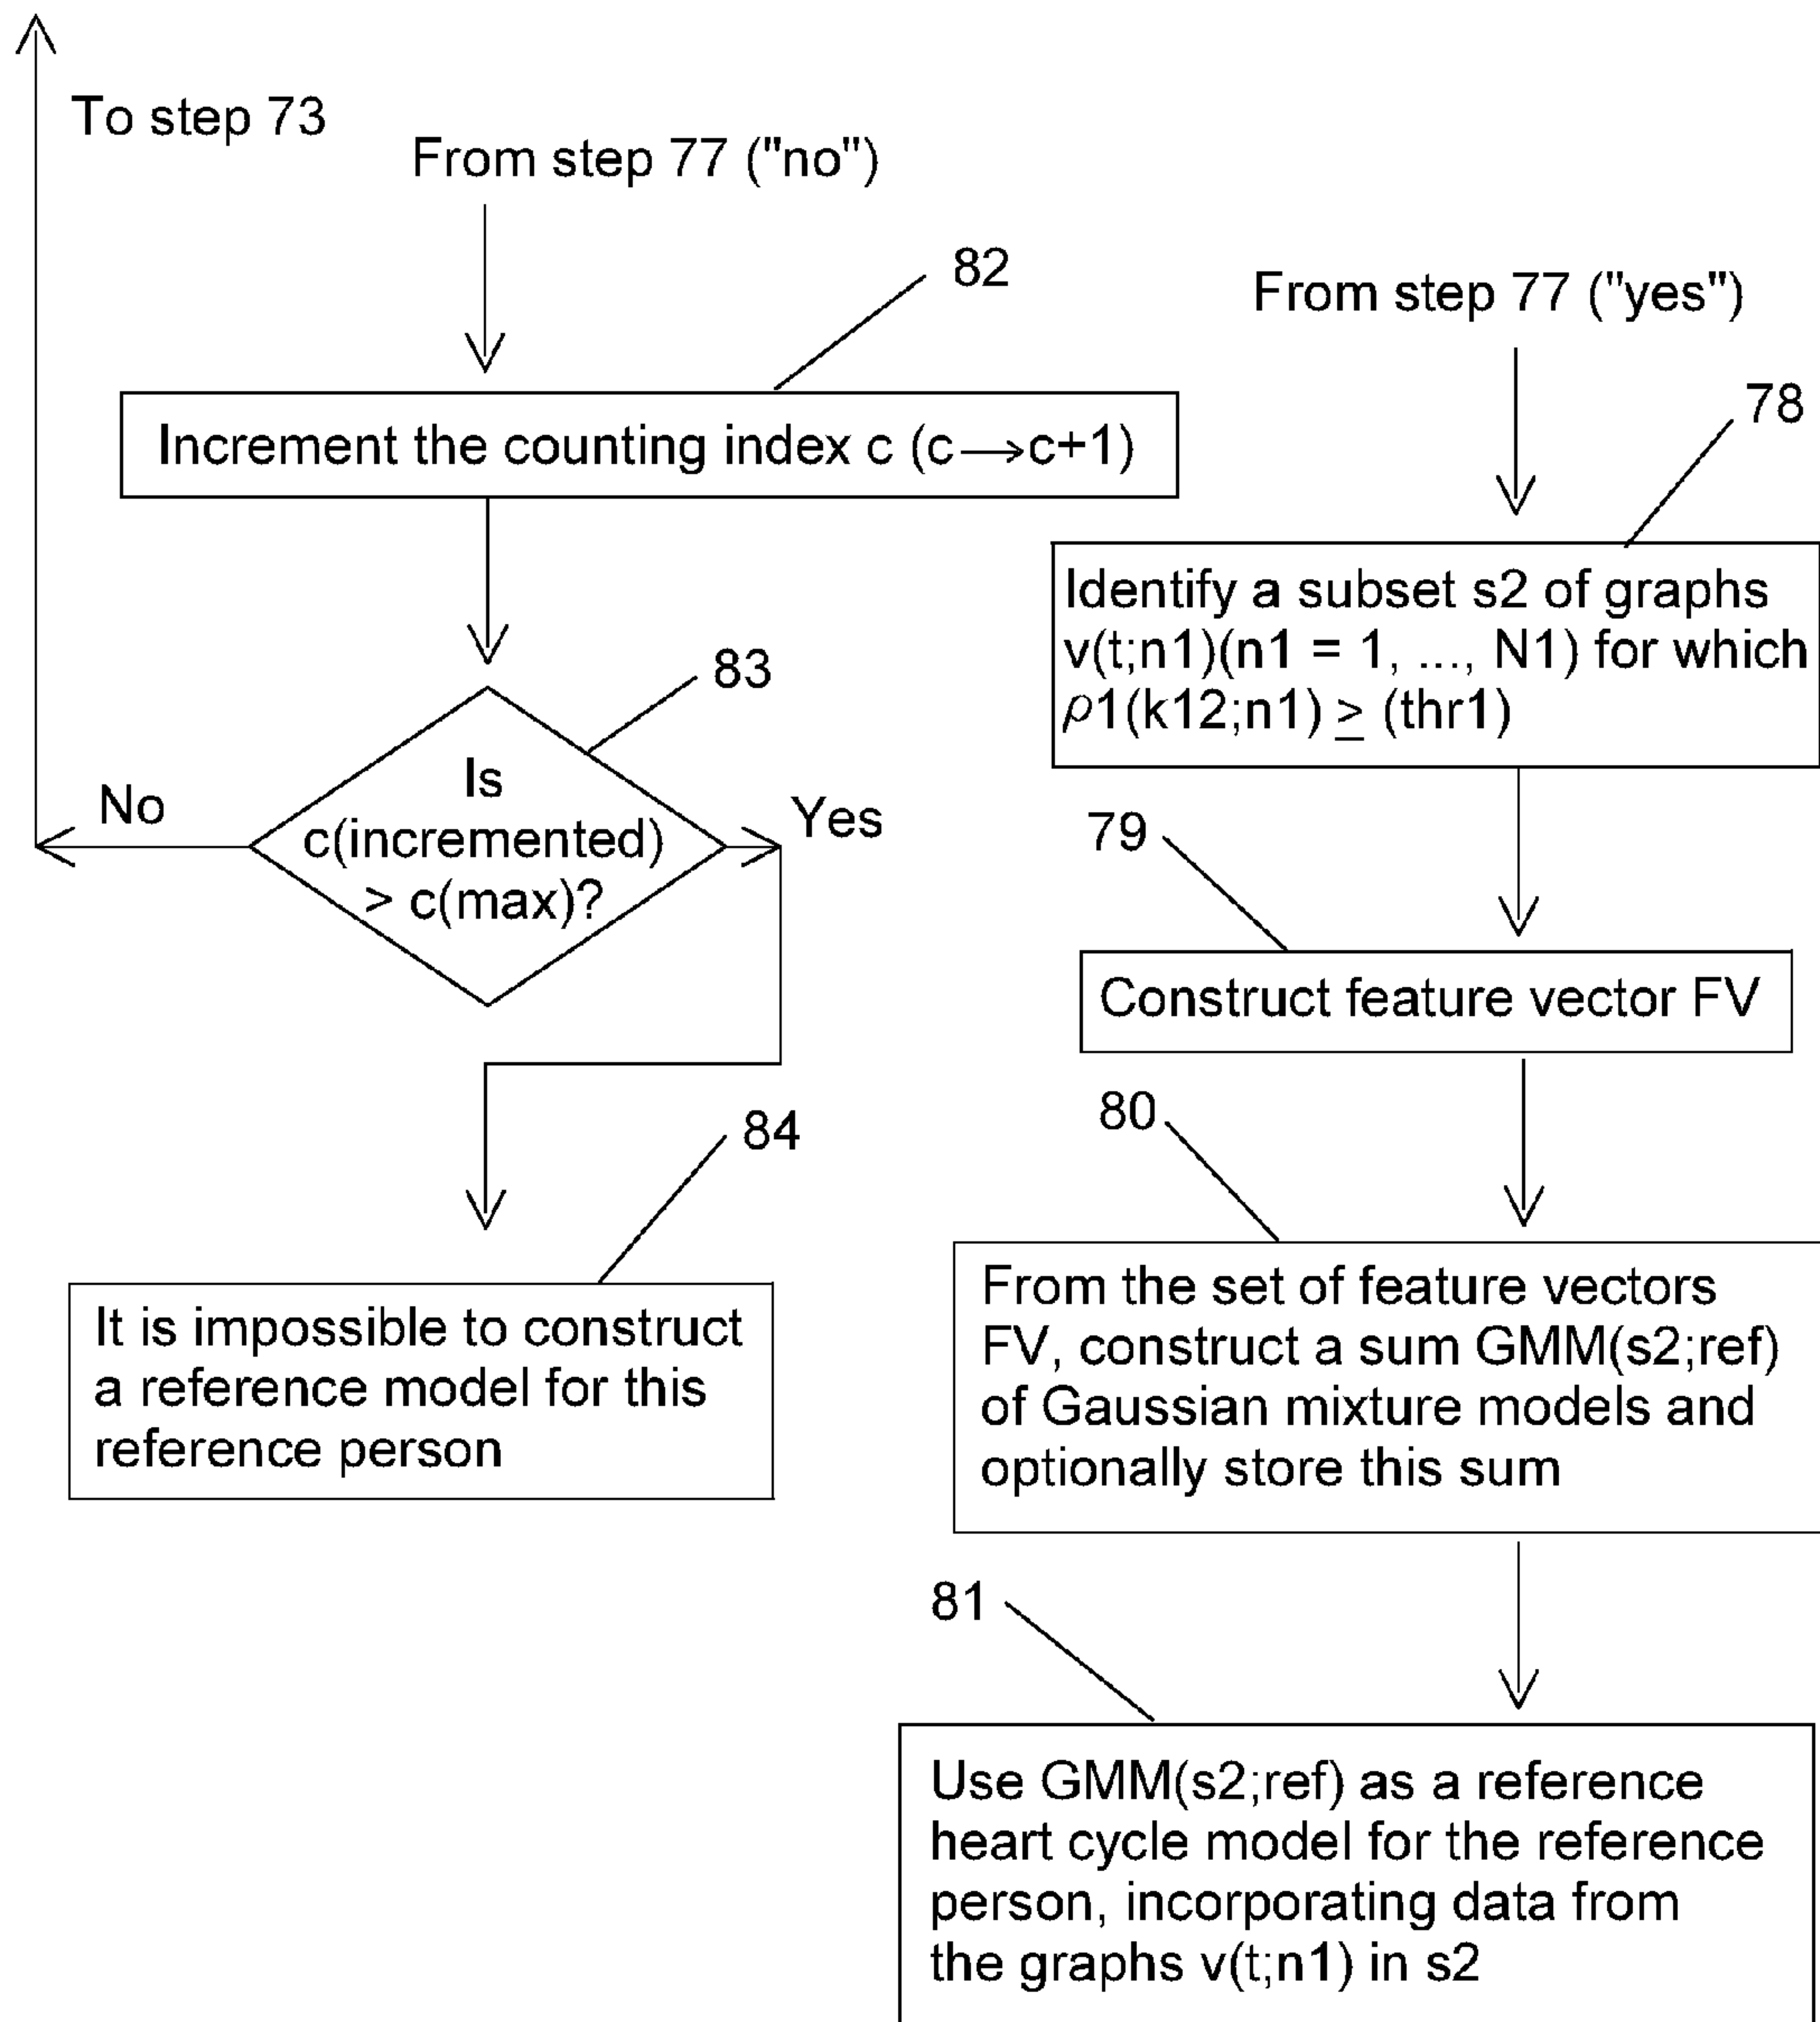 To step 73
From step 77 ("no")
82
Increment the counting index c (c→c+1)
83
Is
c(incremented)
> c(max)?
No
Yes
84
It is impossible to construct
a reference model for this
reference person
From step 77 ("yes")
78
Identify a subset s2 of graphs
v(t;n1)(n1 = 1, ..., N1) for which
ρ1(k12;n1) ≥ (thr1)
79
Construct feature vector FV
80
From the set of feature vectors
FV, construct a sum GMM(s2;ref)
of Gaussian mixture models and
optionally store this sum
81
Use GMM(s2;ref) as a reference
heart cycle model for the reference
person, incorporating data from
the graphs v(t;n1) in s2